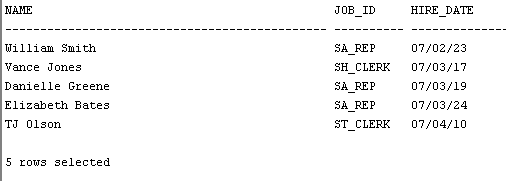 NAME JOB_ID HIRE_DATE
---------------------------------------------- ---------- --------------
William Smith SA_REP 07/02/23
Vance Jones SH_CLERK 07/03/17
Danielle Greene SA_REP 07/03/19
Elizabeth Bates SA_REP 07/03/24
TJ Olson ST_CLERK 07/04/10
5 rows selected